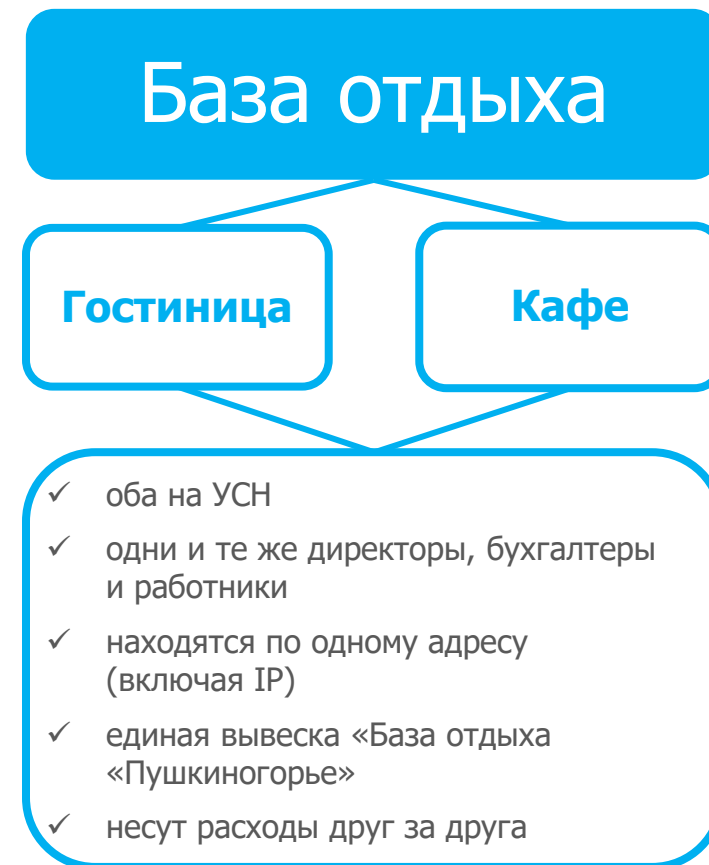 База отдыха
Гостиница
Кафе
✓ оба на УСН
✓ одни и те же директоры, бухгалтеры
и работники
✓ находятся по одному адресу
(включая IP)
✓ единая вывеска «База отдыха
«Пушкиногорье»
✓ несут расходы друг за друга